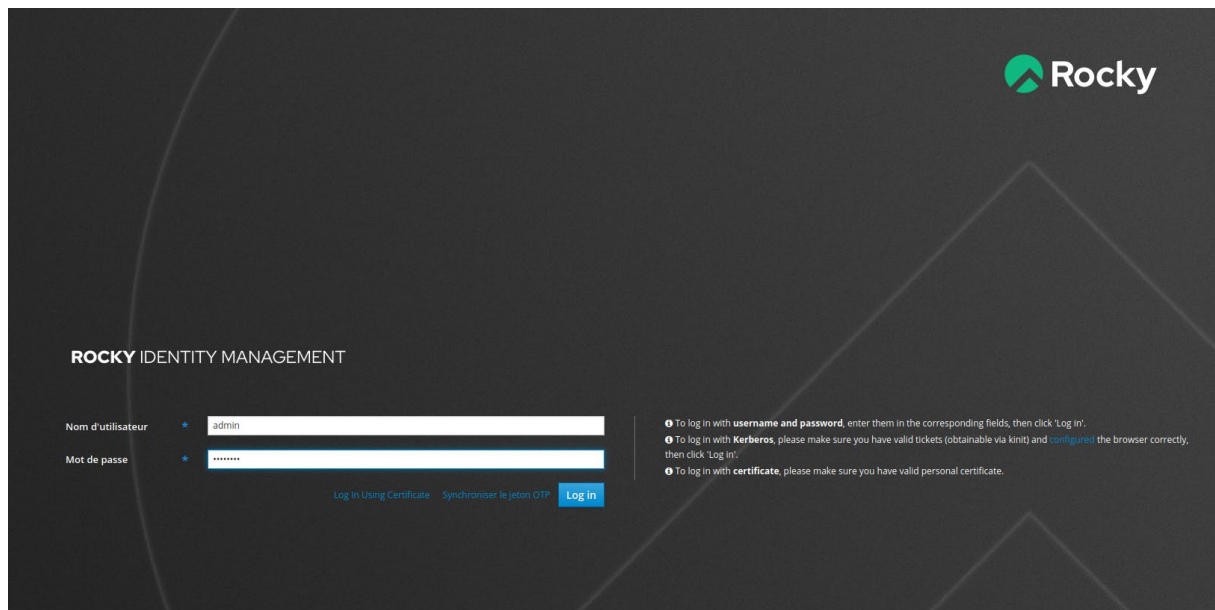 Rocky
ROCKY IDENTITY MANAGEMENT
Nom d'utilisateur * admin
Mot de passe * ••••••••
Log In Using Certificate Synchroniser le jeton OTP Log in
To log in with username and password, enter them in the corresponding fields, then click 'Log in'.
To log in with Kerberos, please make sure you have valid tickets (obtainable via kinit) and configured the browser correctly,
then click 'Log in'.
To log in with certificate, please make sure you have valid personal certificate.